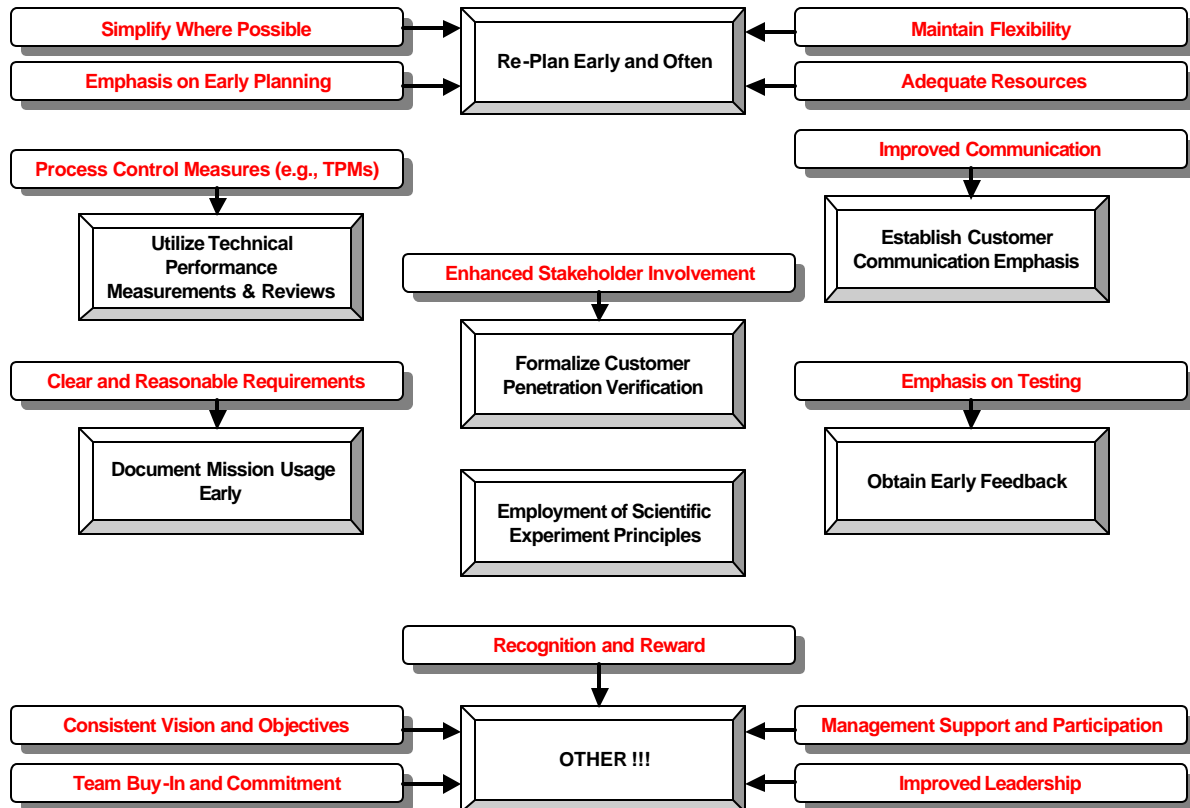 Simplify Where Possible
Emphasis on Early Planning
Re-Plan Early and Often
Maintain Flexibility
Adequate Resources
Process Control Measures (e.g., TPMs)
Utilize Technical
Performance
Measurements & Reviews
Improved Communication
Establish Customer
Communication Emphasis
Enhanced Stakeholder Involvement
Formalize Customer
Penetration Verification
Clear and Reasonable Requirements
Document Mission Usage
Early
Emphasis on Testing
Obtain Early Feedback
Employment of Scientific
Experiment Principles
Recognition and Reward
Consistent Vision and Objectives
Team Buy-In and Commitment
OTHER !!!
Management Support and Participation
Improved Leadership